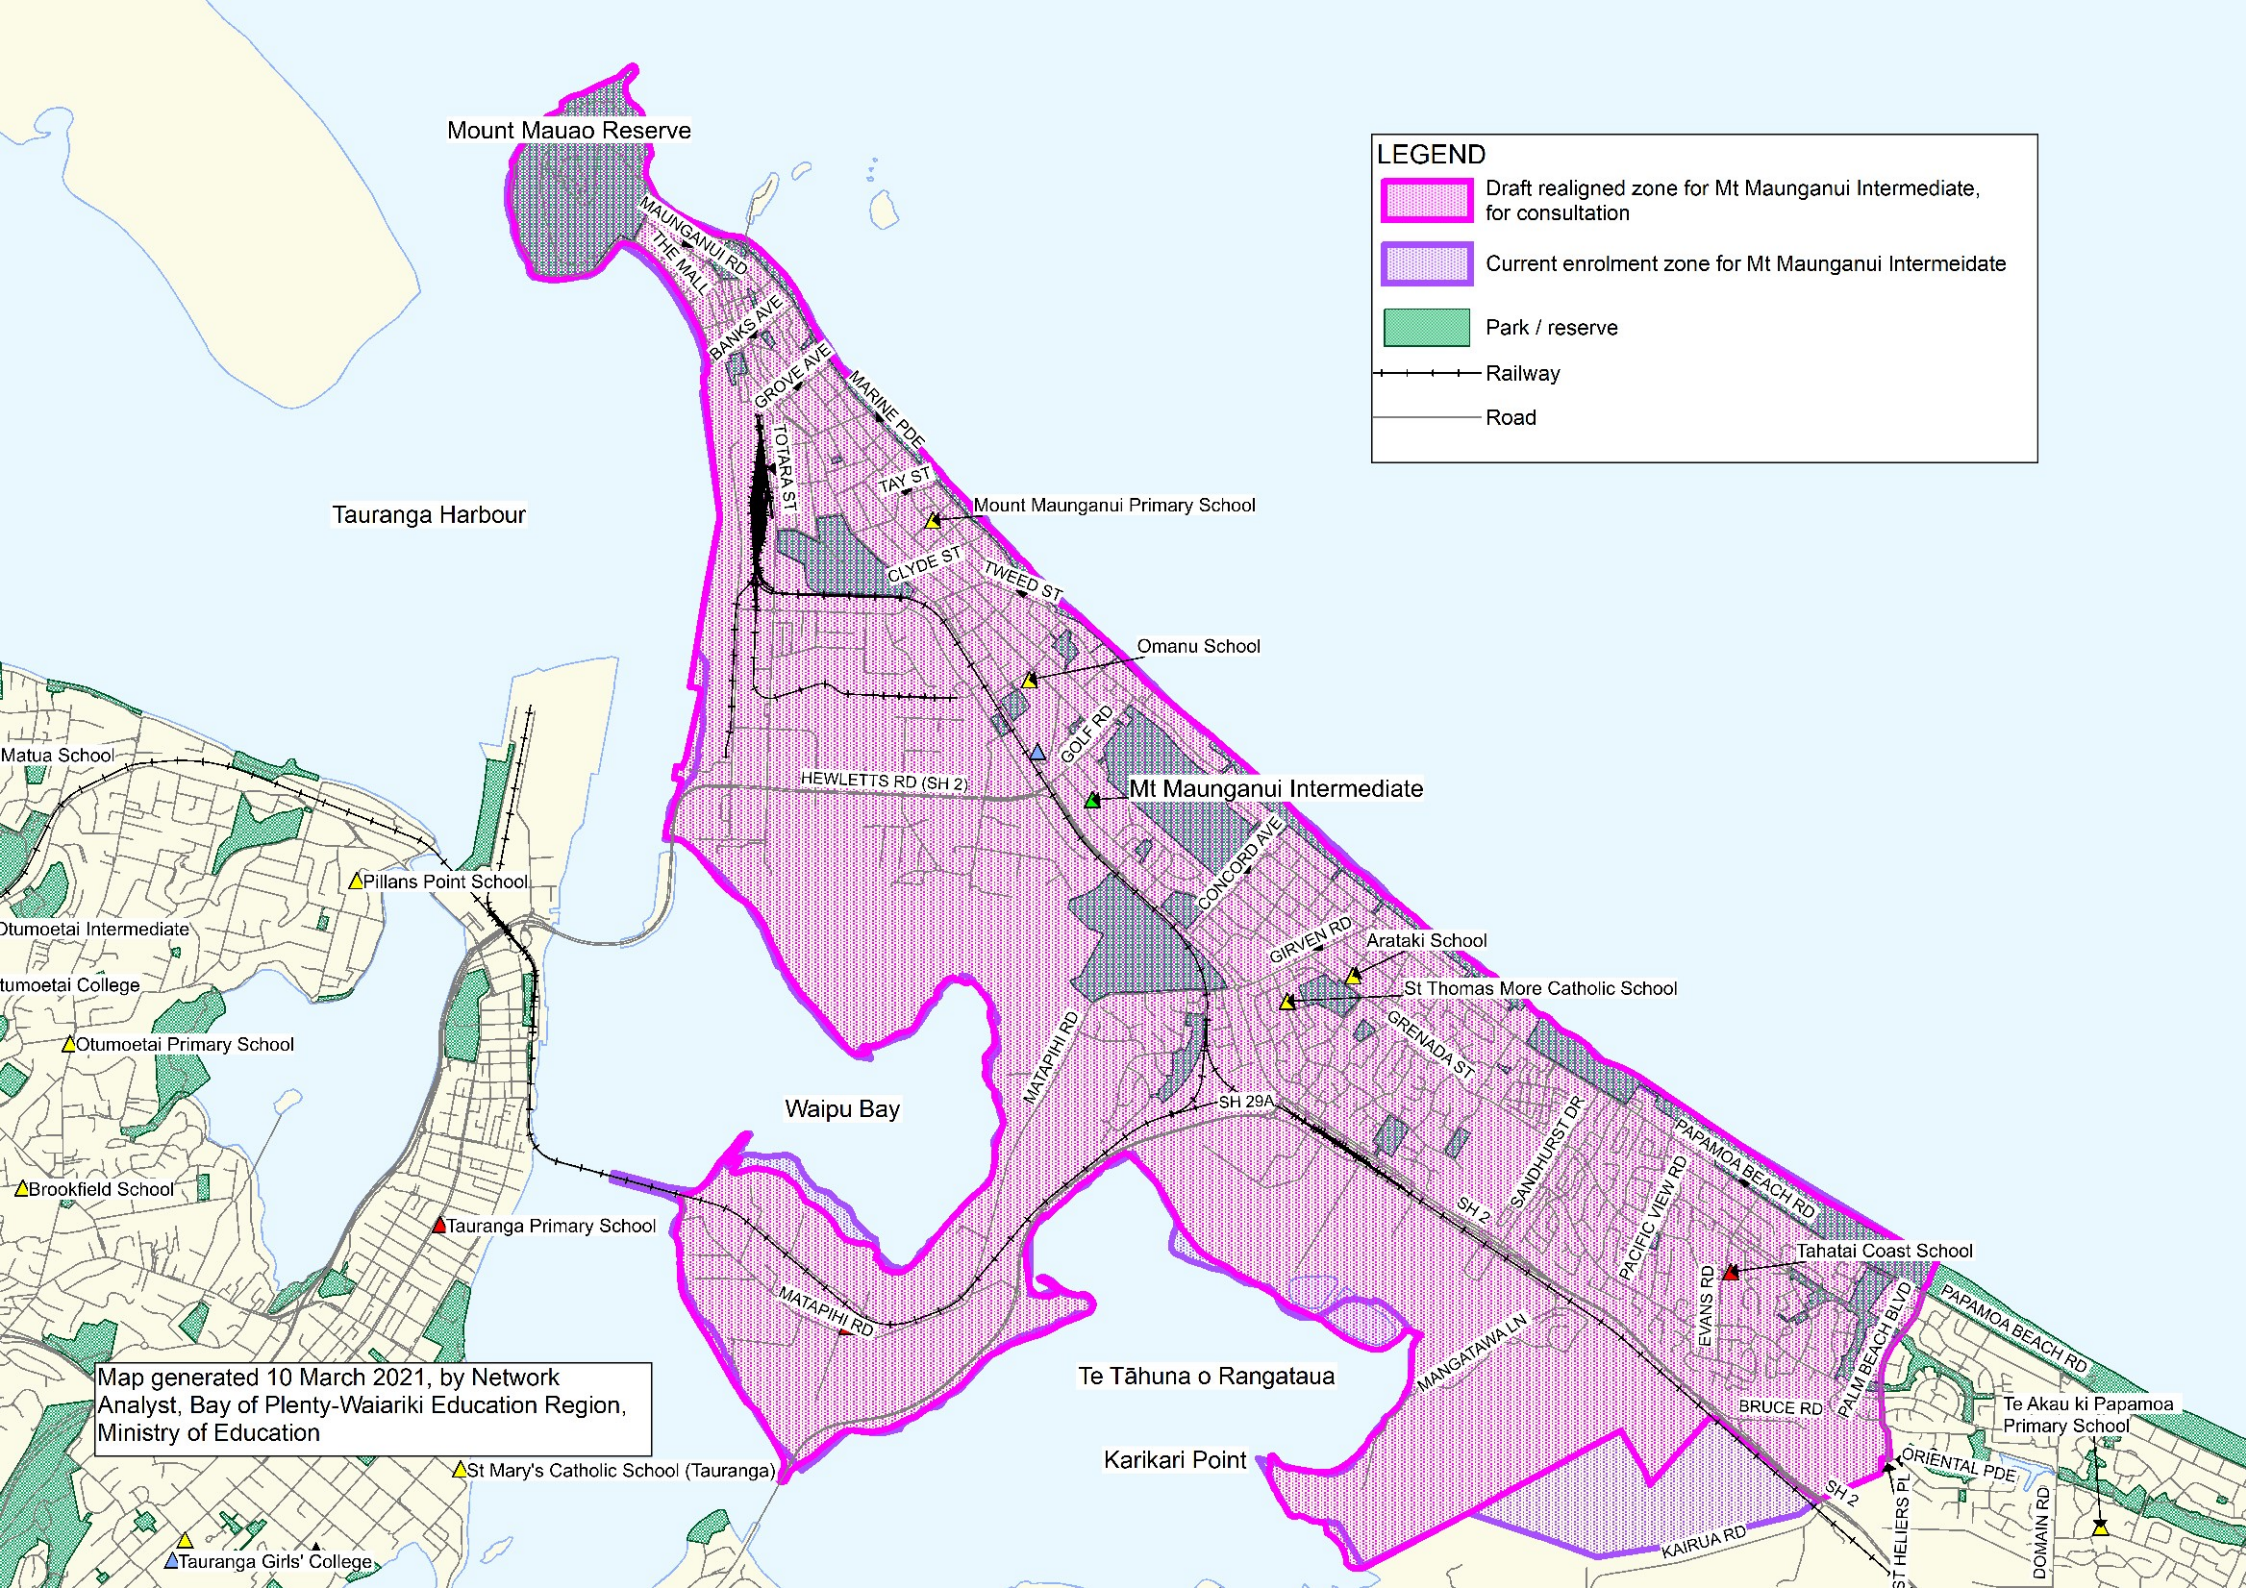 Mount Mauao Reserve
LEGEND
Draft realigned zone for Mt Maunganui Intermediate,
for consultation
Current enrolment zone for Mt Maunganui Intermeidate
Park / reserve
Railway
Road
MAUNGANUI RD
THE MALL
BANKS AVE
GROVE AVE
MARINE PDE
TOTARA ST
TAY ST
Mount Maunganui Primary School
Tauranga Harbour
CLYDE ST
TWEED ST
Omanu School
GOLF RD
Matua School
HEWLETTS RD (SH 2)
Mt Maunganui Intermediate
CONCORD AVE
Pillans Point School
Otumoetai Intermediate
GIRVEN RD
Arataki School
tumoetai College
St Thomas More Catholic School
GRENADA ST
Otumoetai Primary School
MATAPIHI RD
Waipu Bay
SH 29A
SANDHURST DR
PAPAMOA BEACH RD
PACIFIC VIEW RD
Brookfield School
SH 2
Tauranga Primary School
Tahatai Coast School
EVANS RD
MATAPIHI RD
PAPAMOA BEACH RD
PALM BEACH BLVD
MANGATAWA LN
Te Tāhuna o Rangataua
Map generated 10 March 2021, by Network
Analyst, Bay of Plenty-Waiariki Education Region,
Ministry of Education
BRUCE RD
Te Akau ki Papamoa
Primary School
Karikari Point
St Mary's Catholic School (Tauranga)
ORIENTAL PDE
SH 2
KAIRUA RD
ST HELIERS PL
DOMAIN RD
Tauranga Girls' College